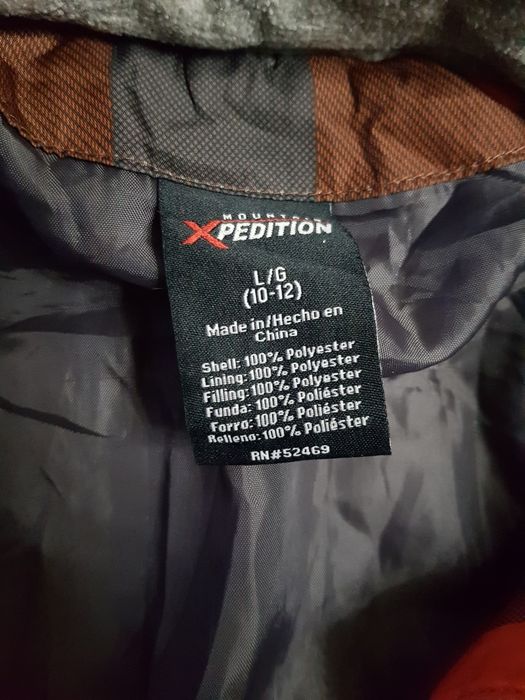 MOUNTAIN
XPEDITION
L/G
(10-12)
Made in/Hecho en
China
Shell: 100% Polyester
Lining: 100% Polyester
Filling: 100% Polyester
Funda: 100% Poliéster
Forro: 100% Poliéster
Relleno: 100% Poliéster
RN#52469